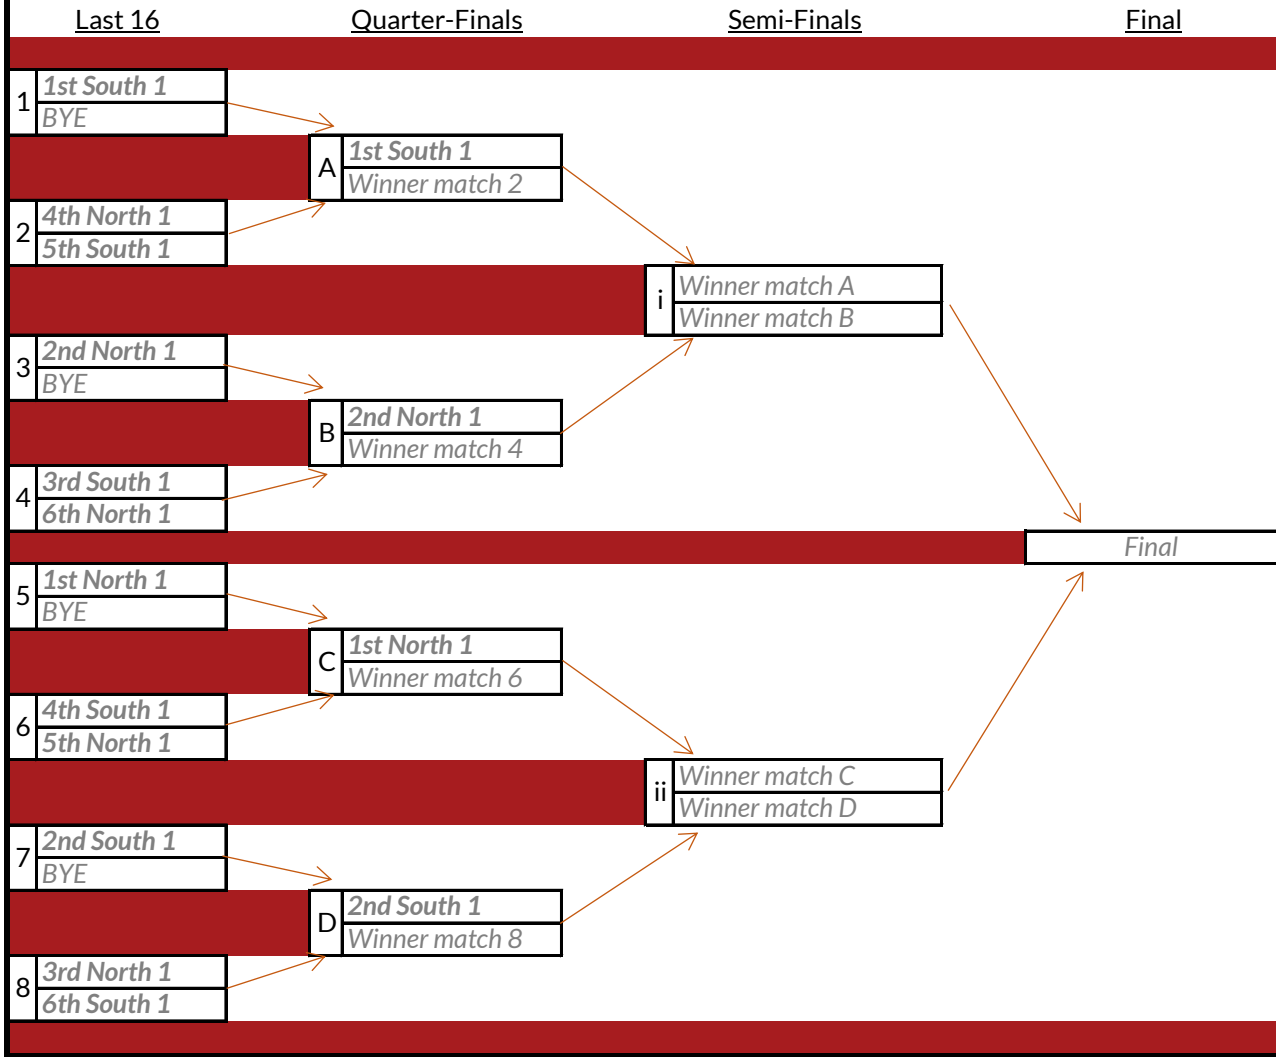 Last 16 Quarter-Finals Semi-Finals Final
1 1st South 1
BYE
A 1st South 1
Winner match 2
2 4th North 1
5th South 1
i Winner match A
Winner match B
3 2nd North 1
BYE
B 2nd North 1
Winner match 4
4 3rd South 1
6th North 1
Final
5 1st North 1
BYE
C 1st North 1
Winner match 6
6 4th South 1
5th North 1
ii Winner match C
Winner match D
7 2nd South 1
BYE
D 2nd South 1
Winner match 8
8 3rd North 1
6th South 1